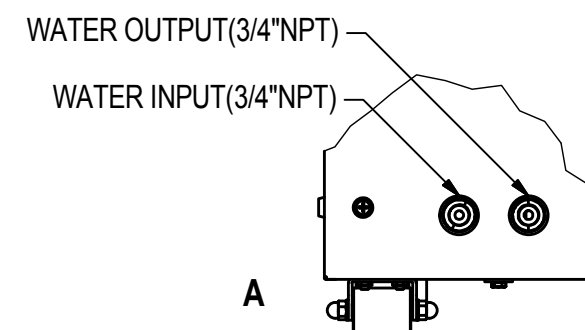 WATER OUTPUT(3/4"NPT)
WATER INPUT(3/4"NPT)
A